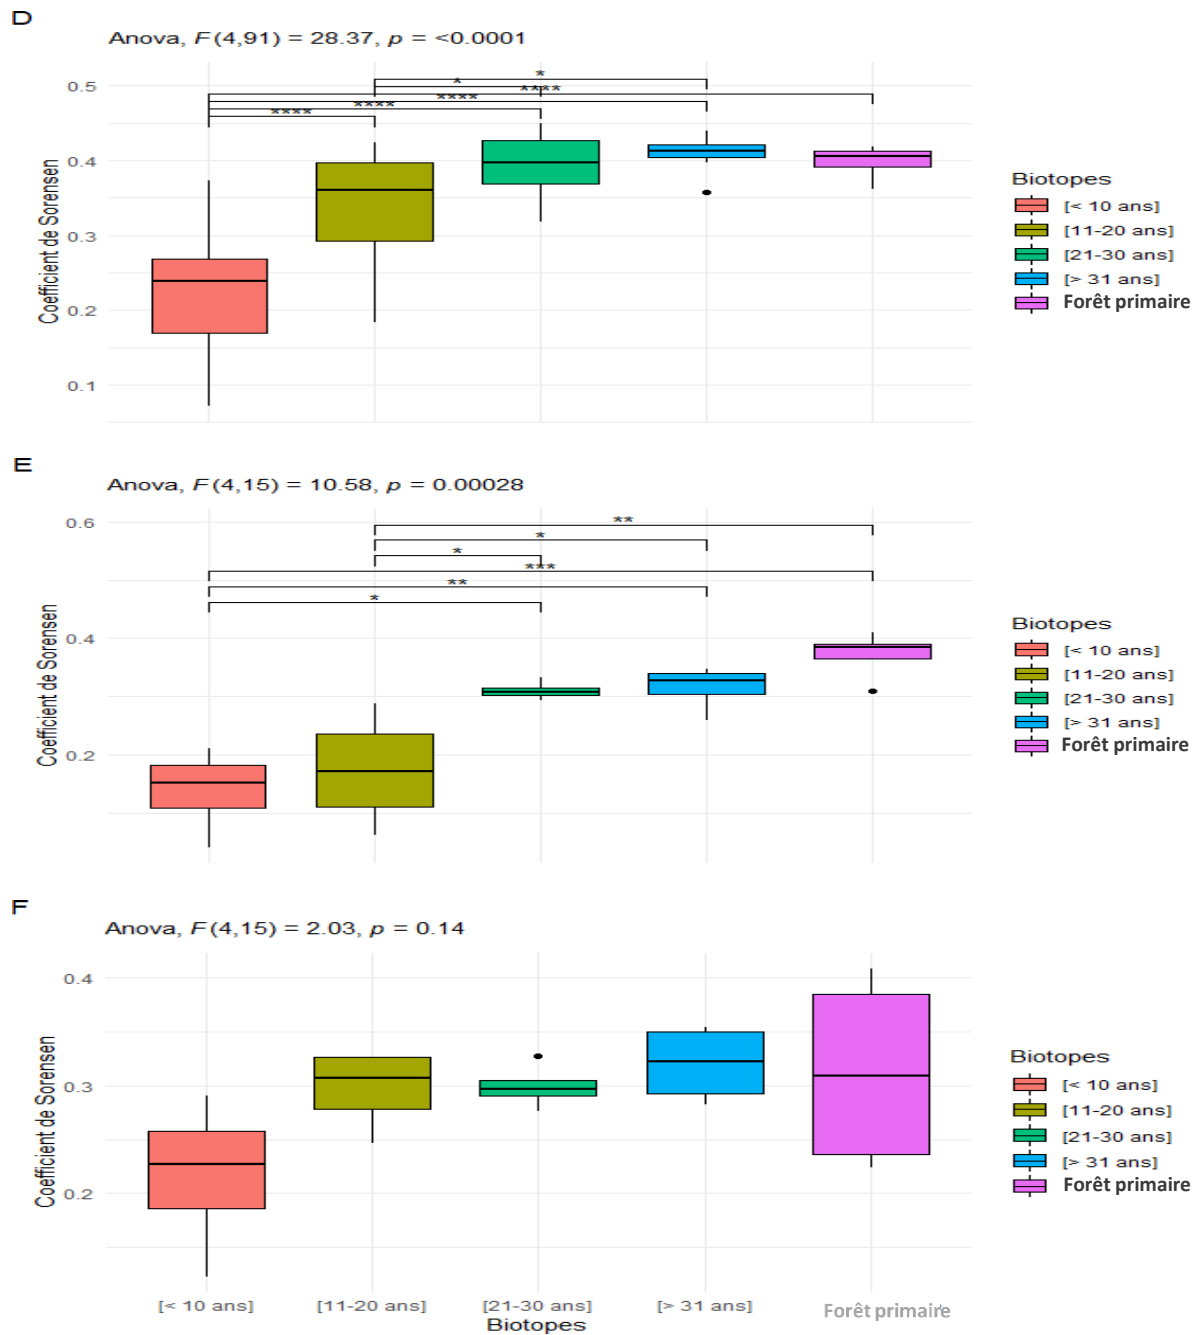 D
Anova, F(4,91) = 28.37, p = <0.0001
*
*
****
****
****
****
0.5
0.4
0.3
0.2
0.1
Coefficient de Sorensen
Biotopes
[< 10 ans]
[11-20 ans]
[21-30 ans]
[> 31 ans]
Forêt primaire
E
Anova, F(4,15) = 10.58, p = 0.00028
**
*
*
***
**
*
0.6
0.4
0.2
Coefficient de Sorensen
Biotopes
[< 10 ans]
[11-20 ans]
[21-30 ans]
[> 31 ans]
Forêt primaire
F
Anova, F(4,15) = 2.03, p = 0.14
0.4
0.3
0.2
Coefficient de Sorensen
Biotopes
[< 10 ans]
[11-20 ans]
[21-30 ans]
[> 31 ans]
Forêt primaire
[< 10 ans] [11-20 ans] [21-30 ans] [> 31 ans] Forêt primaire
Biotopes